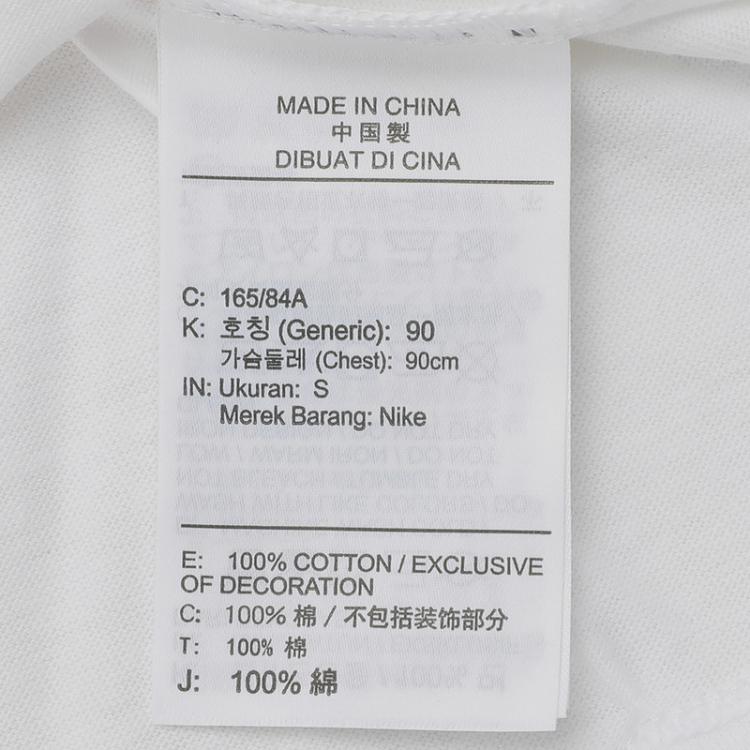 MADE IN CHINA
中国製
DIBUAT DI CINA
C: 165/84A
K: 호칭 (Generic): 90
가슴둘레 (Chest): 90cm
IN: Ukuran: S
Merek Barang: Nike
E: 100% COTTON / EXCLUSIVE
OF DECORATION
C: 100% 棉 / 不包括装饰部分
T: 100% 棉
J: 100% 綿